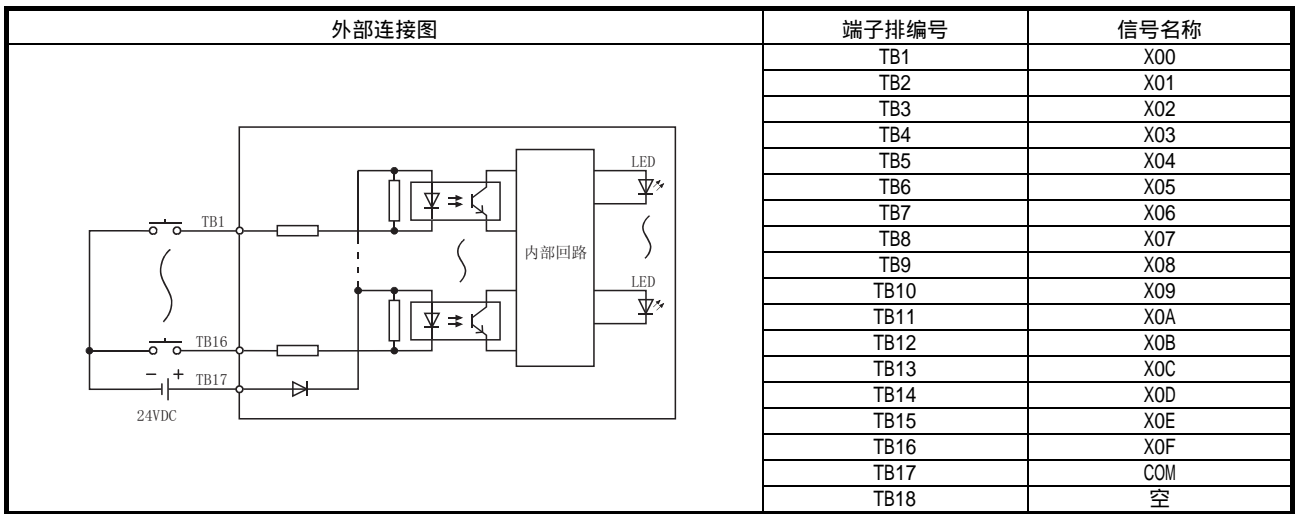 外部连接图 端子排编号 信号名称
TB1 X00
TB2 X01
TB3 X02
TB4 X03
TB5 X04
TB6 X05
TB7 X06
TB8 X07
TB9 X08
TB10 X09
TB11 X0A
TB12 X0B
TB13 X0C
TB14 X0D
TB15 X0E
TB16 X0F
TB17 COM
TB18 空
LED
TB1
内部回路
LED
TB16
− +
TB17
24VDC